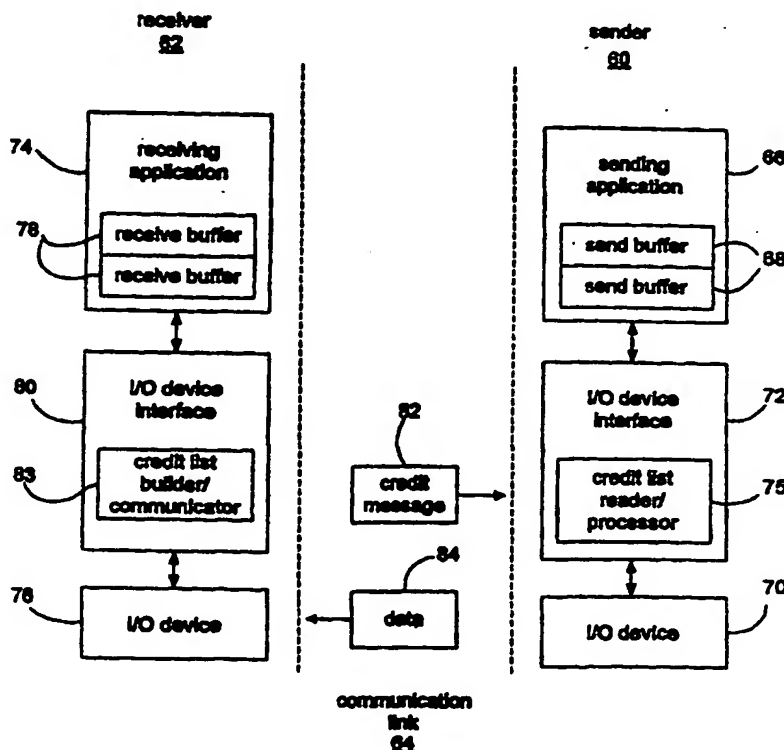 receiver
62
sender
60
74
receiving
application
78
receive buffer
receive buffer
66
sending
application
send buffer
68
send buffer
80
I/O device
interface
83
credit list
builder/
communicator
82
credit
message
72
I/O device
interface
75
credit list
reader/
processor
76
I/O device
84
data
70
I/O device
communication
link
64